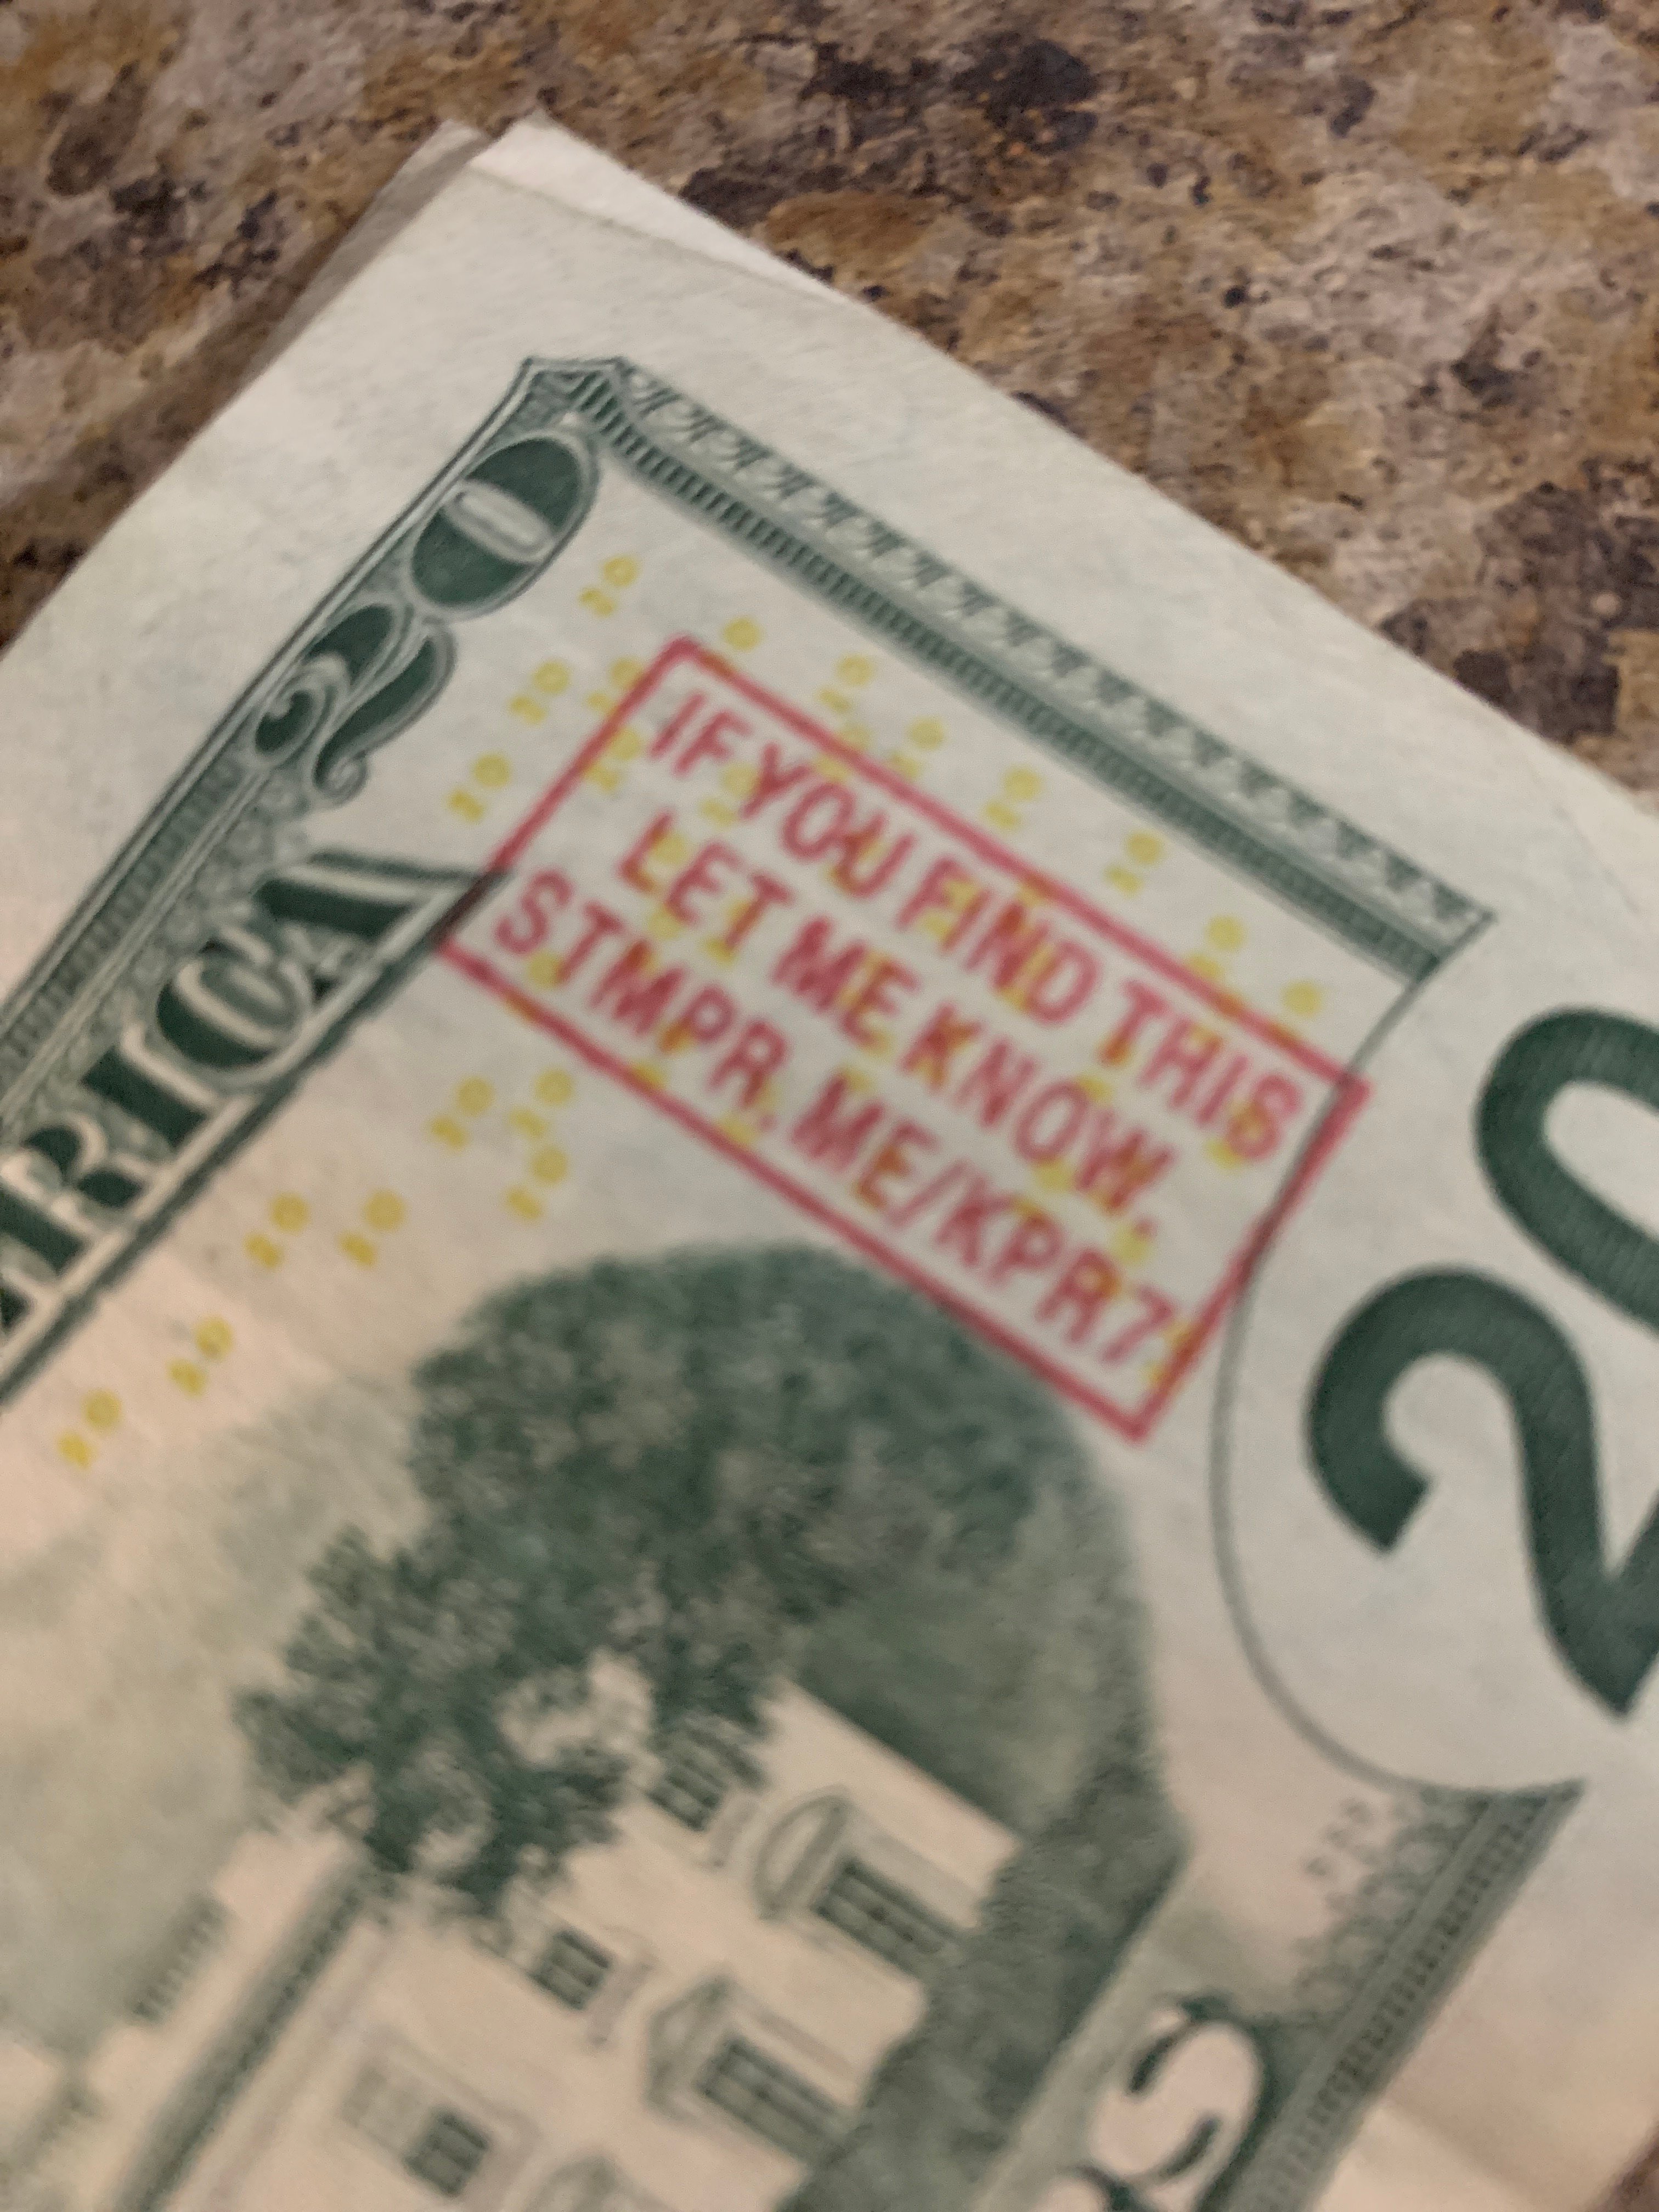 20
IF YOU FIND THIS
LET ME KNOW.
STMPR.ME/KPR7
20